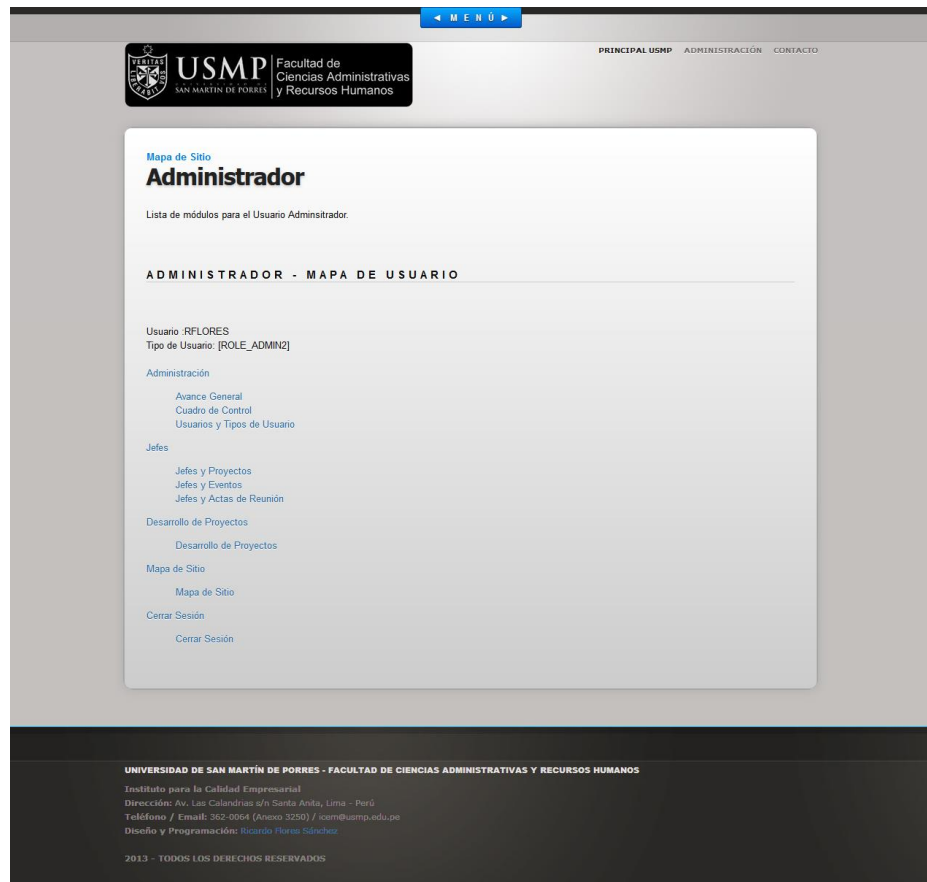 ◄ M E N Ú ►
PRINCIPAL USMP ADMINISTRACIÓN CONTACTO
VERITAS
LIBERABIT VOS
USMP
UNIVERSIDAD DE
SAN MARTIN DE PORRES
Facultad de
Ciencias Administrativas
y Recursos Humanos
Mapa de Sitio
Administrador
Lista de módulos para el Usuario Adminsitrador.
ADMINISTRADOR - MAPA DE USUARIO
Usuario :RFLORES
Tipo de Usuario: [ROLE_ADMIN2]
Administración
Avance General
Cuadro de Control
Usuarios y Tipos de Usuario
Jefes
Jefes y Proyectos
Jefes y Eventos
Jefes y Actas de Reunión
Desarrollo de Proyectos
Desarrollo de Proyectos
Mapa de Sitio
Mapa de Sitio
Cerrar Sesión
Cerrar Sesión
UNIVERSIDAD DE SAN MARTÍN DE PORRES - FACULTAD DE CIENCIAS ADMINISTRATIVAS Y RECURSOS HUMANOS
Instituto para la Calidad Empresarial
Dirección: Av. Las Calandrias s/n Santa Anita, Lima - Perú
Teléfono / Email: 362-0064 (Anexo 3250) / icem@usmp.edu.pe
Diseño y Programación: Ricardo Flores Sánchez
2013 - TODOS LOS DERECHOS RESERVADOS